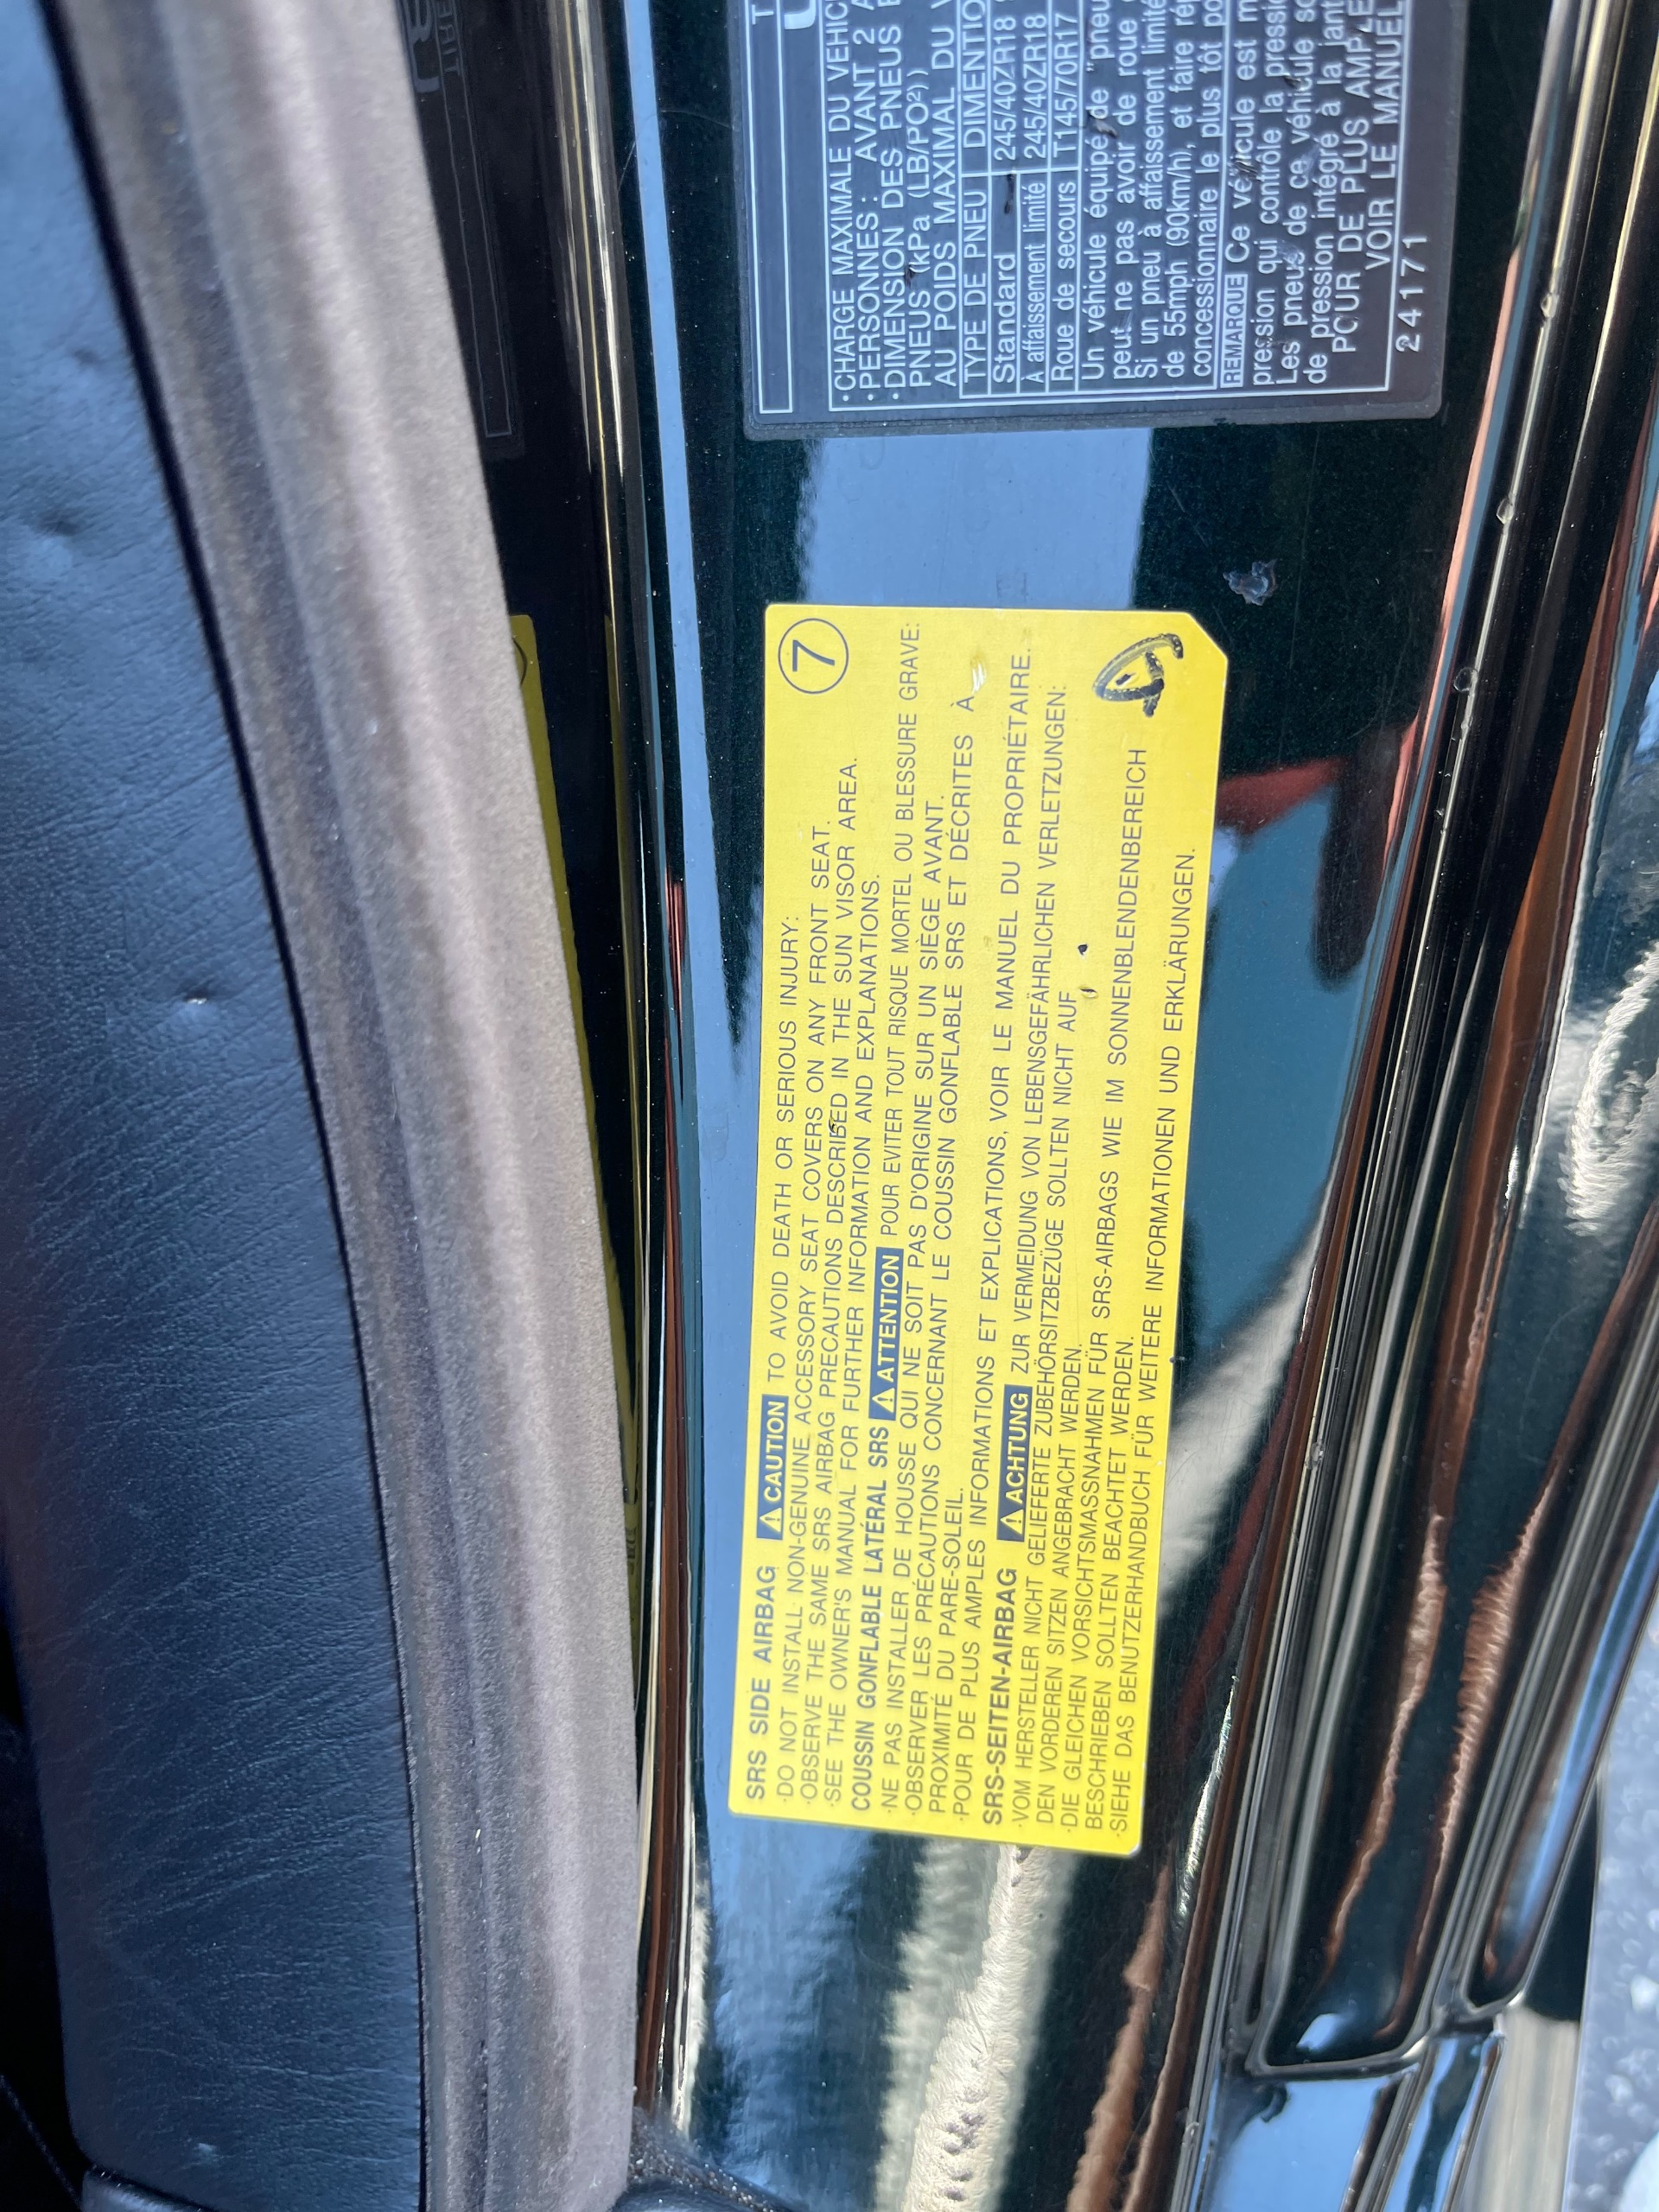 7
SRS SIDE AIRBAG ⚠CAUTION TO AVOID DEATH OR SERIOUS INJURY:
·DO NOT INSTALL NON-GENUINE ACCESSORY SEAT COVERS ON ANY FRONT SEAT.
·OBSERVE THE SAME SRS AIRBAG PRECAUTIONS DESCRIBED IN THE SUN VISOR AREA.
·SEE THE OWNER'S MANUAL FOR FURTHER INFORMATION AND EXPLANATIONS.
COUSSIN GONFLABLE LATÉRAL SRS ⚠ATTENTION POUR EVITER TOUT RISQUE MORTEL OU BLESSURE GRAVE:
·NE PAS INSTALLER DE HOUSSE QUI NE SOIT PAS D'ORIGINE SUR UN SIÈGE AVANT.
·OBSERVER LES PRÉCAUTIONS CONCERNANT LE COUSSIN GONFLABLE SRS ET DÉCRITES À
PROXIMITÉ DU PARE-SOLEIL.
·POUR DE PLUS AMPLES INFORMATIONS ET EXPLICATIONS, VOIR LE MANUEL DU PROPRIÉTAIRE.
SRS-SEITEN-AIRBAG ⚠ACHTUNG ZUR VERMEIDUNG VON LEBENSGEFÄHRLICHEN VERLETZUNGEN:
·VOM HERSTELLER NICHT GELIEFERTE ZUBEHÖRSITZBEZÜGE SOLLTEN NICHT AUF
DEN VORDEREN SITZEN ANGEBRACHT WERDEN.
·DIE GLEICHEN VORSICHTSMASSNAHMEN FÜR SRS-AIRBAGS WIE IM SONNENBLENDENBEREICH
BESCHRIEBEN SOLLTEN BEACHTET WERDEN.
·SIEHE DAS BENUTZERHANDBUCH FÜR WEITERE INFORMATIONEN UND ERKLÄRUNGEN.
·CHARGE MAXIMALE DU
·PERSONNES : AVANT 2
·DIMENSION DES PNEUS
PNEUS kPa (LB/PO²)
AU POIDS MAXIMAL DU
TYPE DE PNEU
Standard 245/40ZR18
À affaissement limité 245/40ZR18
Roue de secours T145/70R17
Un véhicule équipé de
peut ne pas avoir de roue
Si un pneu à affaissement limité
de 55mph (90km/h), et faire
concessionnaire le plus tôt
REMARQUE Ce véhicule est
pression qui contrôle la
Les pneus de ce véhicule
de pression intégré à la
POUR DE PLUS
VOIR LE MANUEL
24171